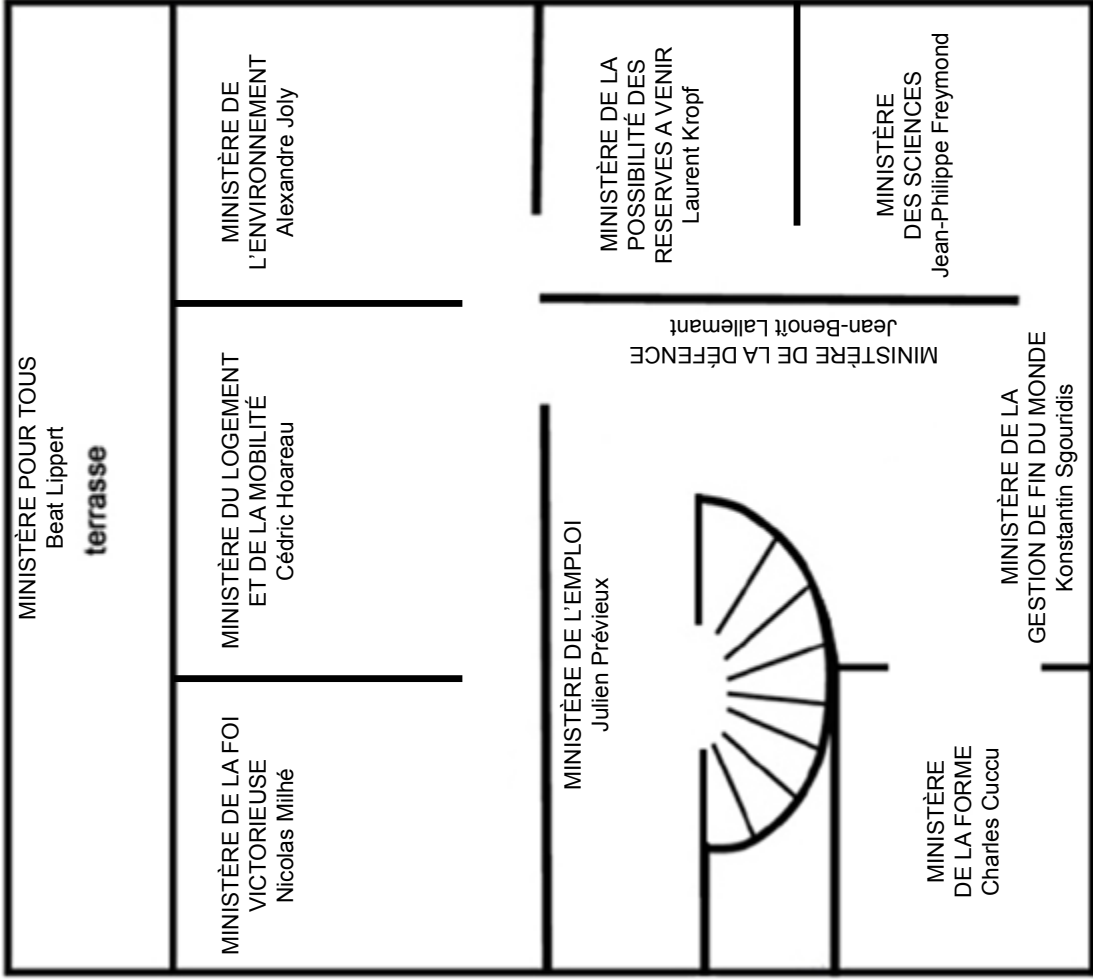 MINISTÈRE POUR TOUS
Beat Lippert
terrasse
MINISTÈRE DE LA FOI
VICTORIEUSE
Nicolas Milhé
MINISTÈRE DU LOGEMENT
ET DE LA MOBILITÉ
Cédric Hoareau
MINISTÈRE DE
L'ENVIRONNEMENT
Alexandre Joly
MINISTÈRE DE L'EMPLOI
Julien Prévieux
MINISTÈRE DE LA DÉFENCE
Jean-Benoît Lallemant
MINISTÈRE DE LA
POSSIBILITÉ DES
RESERVES A VENIR
Laurent Kropf
MINISTÈRE
DES SCIENCES
Jean-Philippe Freymond
MINISTÈRE
DE LA FORME
Charles Cuccu
MINISTÈRE DE LA
GESTION DE FIN DU MONDE
Konstantin Sgouridis